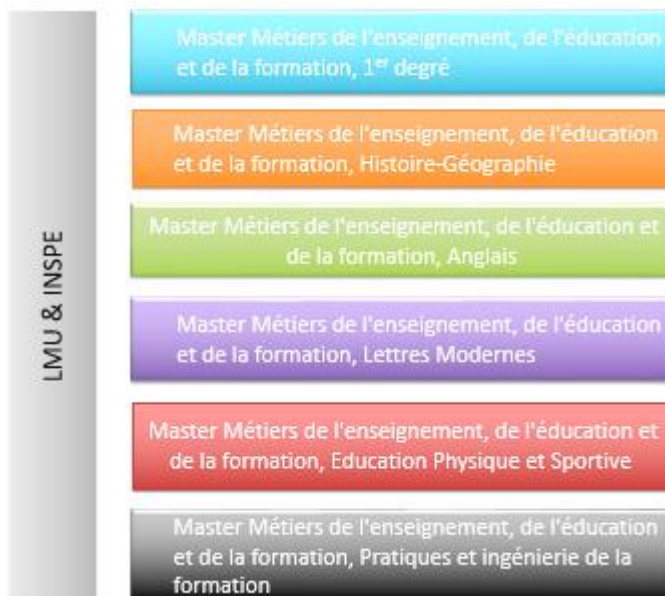 LMU & INSPE
Master Métiers de l'enseignement, de l'éducation
et de la formation, 1er degré
Master Métiers de l'enseignement, de l'éducation
et de la formation, Histoire-Géographie
Master Métiers de l'enseignement, de l'éducation et
de la formation, Anglais
Master Métiers de l'enseignement, de l'éducation
et de la formation, Lettres Modernes
Master Métiers de l'enseignement, de l'éducation et
de la formation, Education Physique et Sportive
Master Métiers de l'enseignement, de l'éducation
et de la formation, Pratiques et ingénierie de la
formation